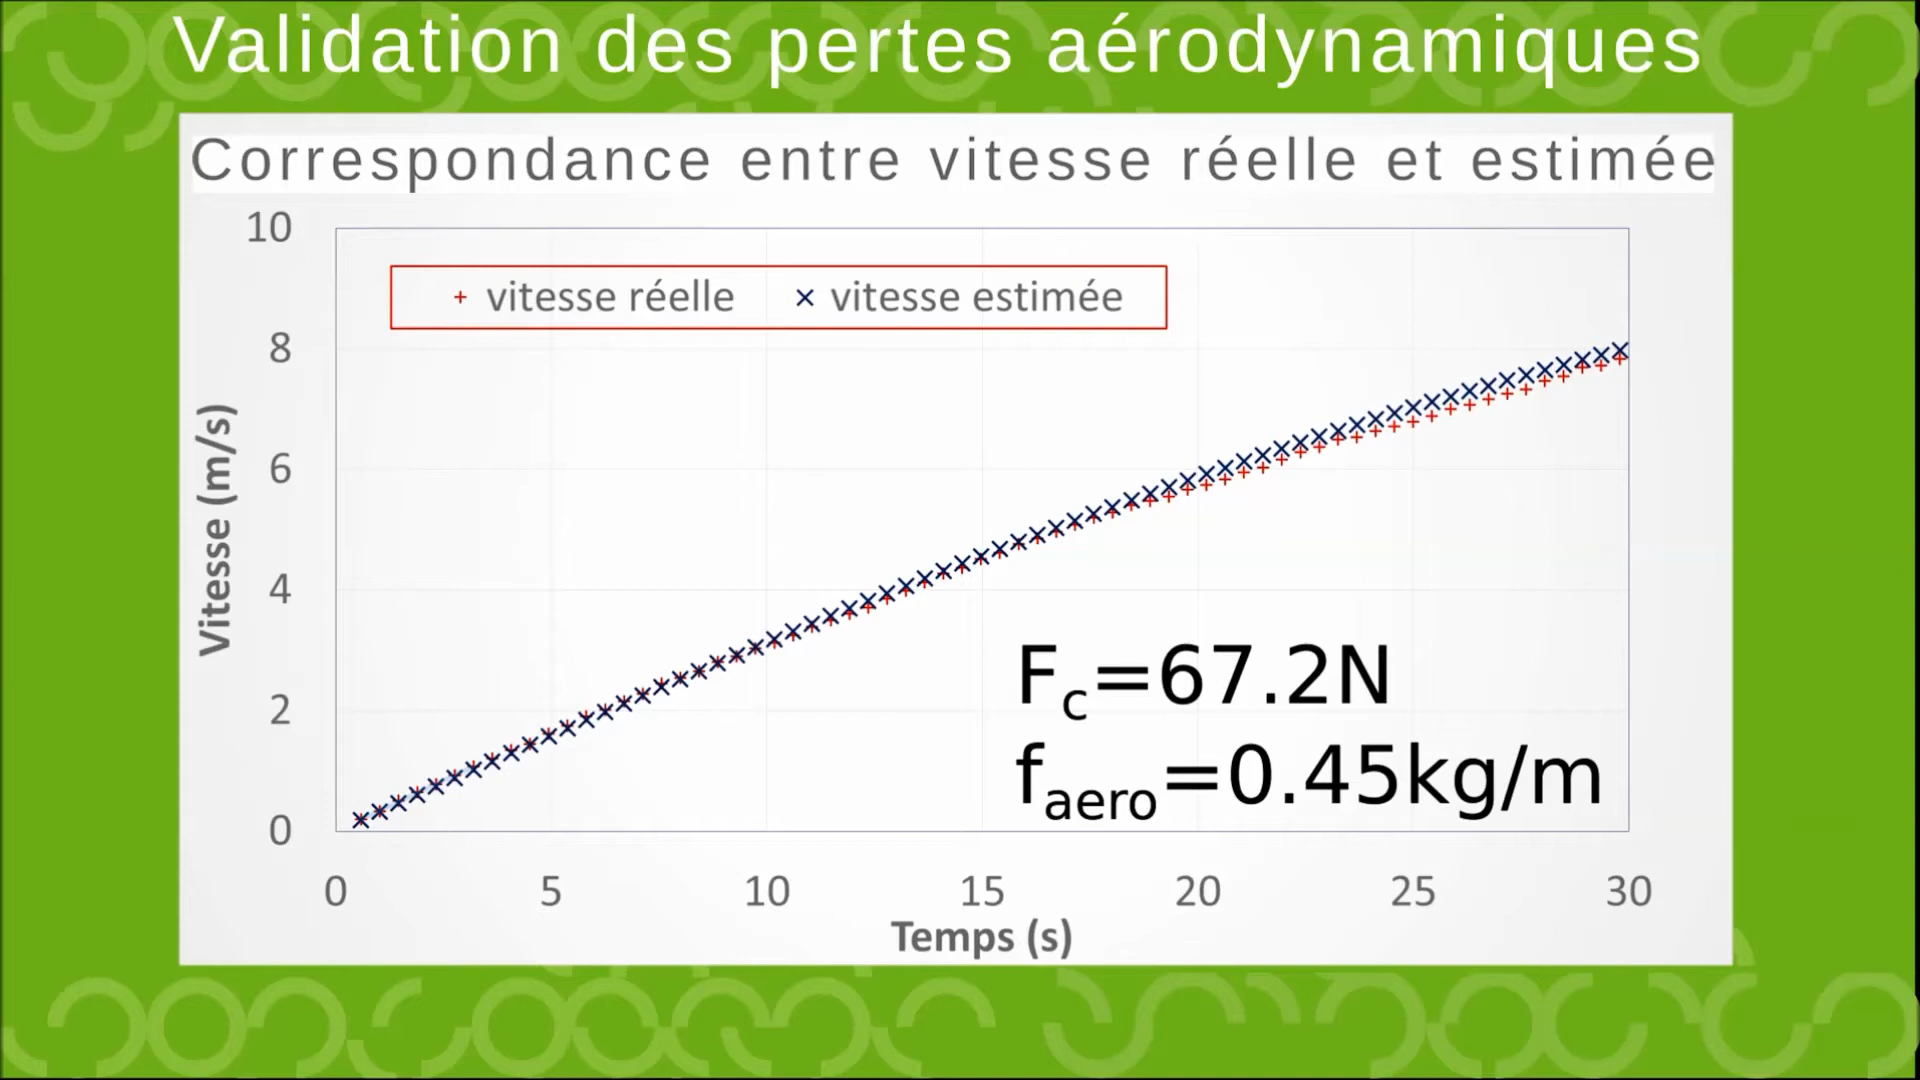 Validation des pertes aérodynamiques
Correspondance entre vitesse réelle et estimée
10
+ vitesse réelle × vitesse estimée
8
6
4
2
0
Vitesse (m/s)
Fc=67.2N
faero=0.45kg/m
0 5 10 15 20 25 30
Temps (s)